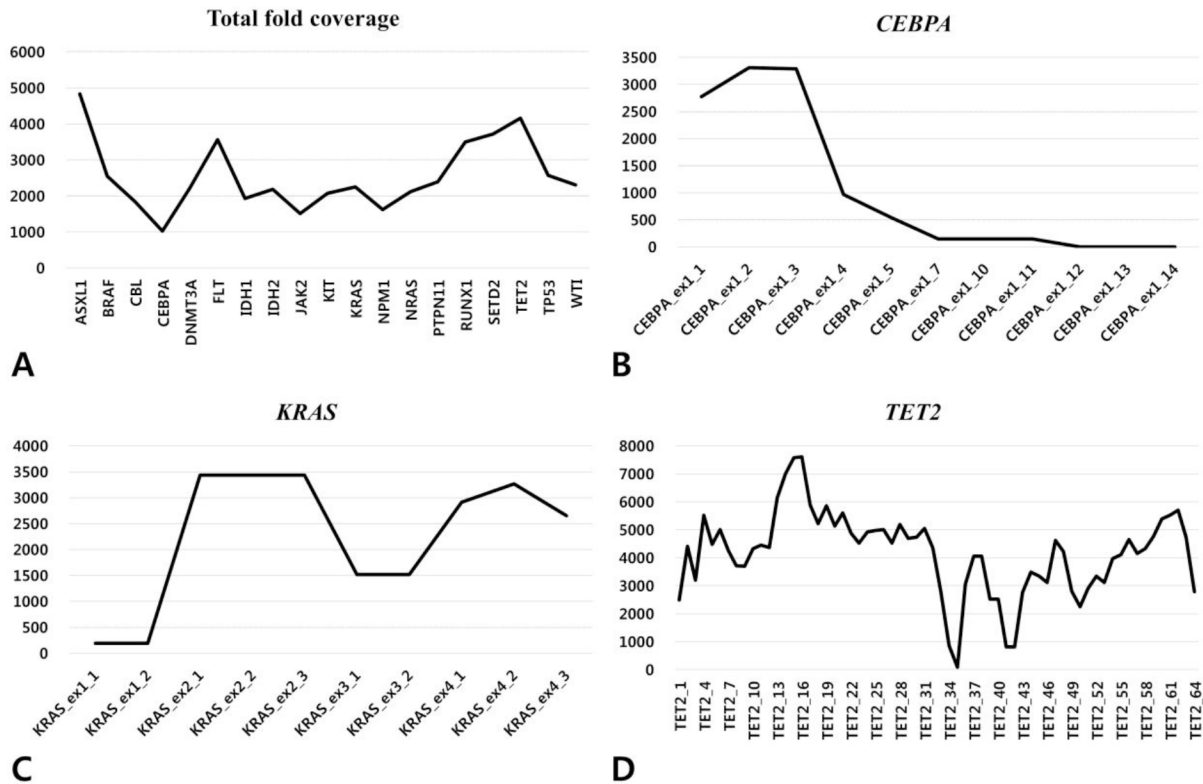 Total fold coverage
6000
5000
4000
3000
2000
1000
0
ASXL1
BRAF
CBL
CEBPA
DNMT3A
FLT
IDH1
IDH2
JAK2
KIT
KRAS
NPM1
NRAS
PTPN11
RUNX1
SETD2
TET2
TP53
WTI
A
CEBPA
3500
3000
2500
2000
1500
1000
500
0
CEBPA_ex1_1
CEBPA_ex1_2
CEBPA_ex1_3
CEBPA_ex1_4
CEBPA_ex1_5
CEBPA_ex1_7
CEBPA_ex1_10
CEBPA_ex1_11
CEBPA_ex1_12
CEBPA_ex1_13
CEBPA_ex1_14
B
KRAS
4000
3500
3000
2500
2000
1500
1000
500
0
KRAS_ex1_1
KRAS_ex1_2
KRAS_ex2_1
KRAS_ex2_2
KRAS_ex2_3
KRAS_ex3_1
KRAS_ex3_2
KRAS_ex4_1
KRAS_ex4_2
KRAS_ex4_3
C
TET2
8000
7000
6000
5000
4000
3000
2000
1000
0
TET2_1
TET2_4
TET2_7
TET2_10
TET2_13
TET2_16
TET2_19
TET2_22
TET2_25
TET2_28
TET2_31
TET2_34
TET2_37
TET2_40
TET2_43
TET2_46
TET2_49
TET2_52
TET2_55
TET2_58
TET2_61
TET2_64
D